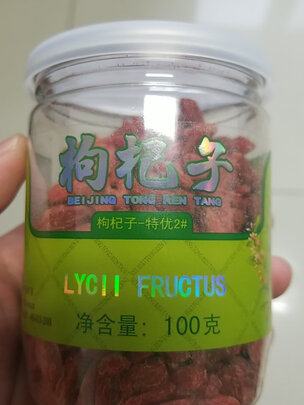 枸杞子
BEIJING TONG REN TANG
枸杞子-特优2#
LYCII FRUCTUS
净含量: 100克